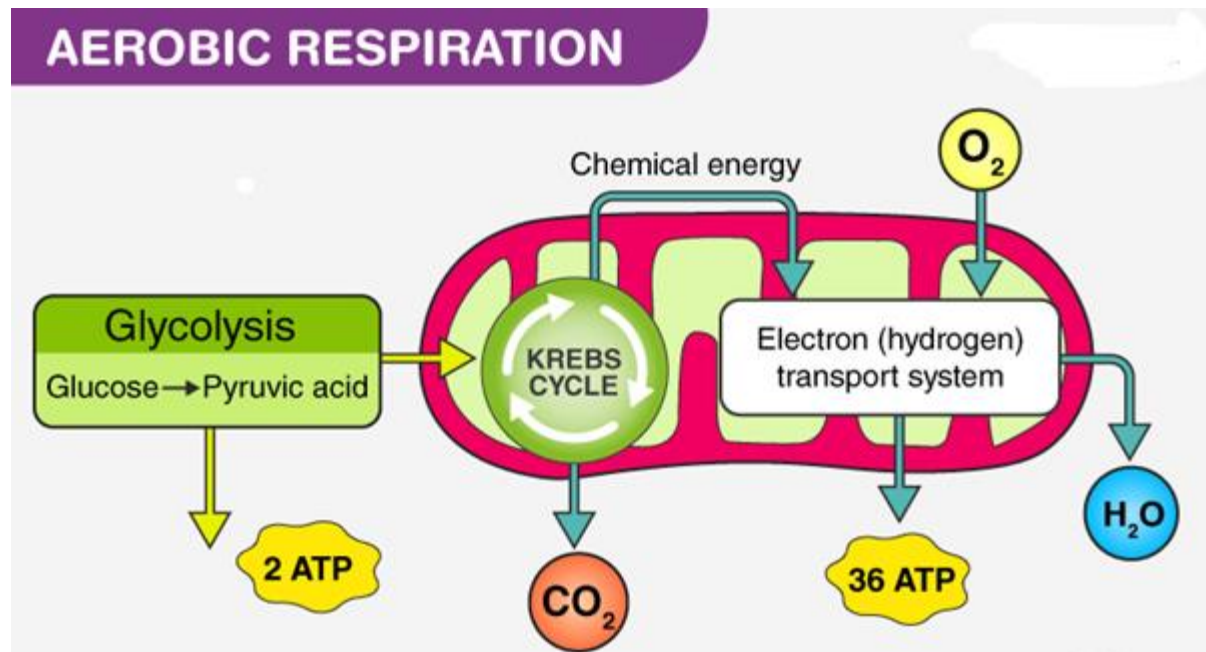 AEROBIC RESPIRATION
Chemical energy
O₂
Glycolysis
Glucose→Pyruvic acid
KREBS
CYCLE
Electron (hydrogen)
transport system
2 ATP
CO₂
36 ATP
H₂O